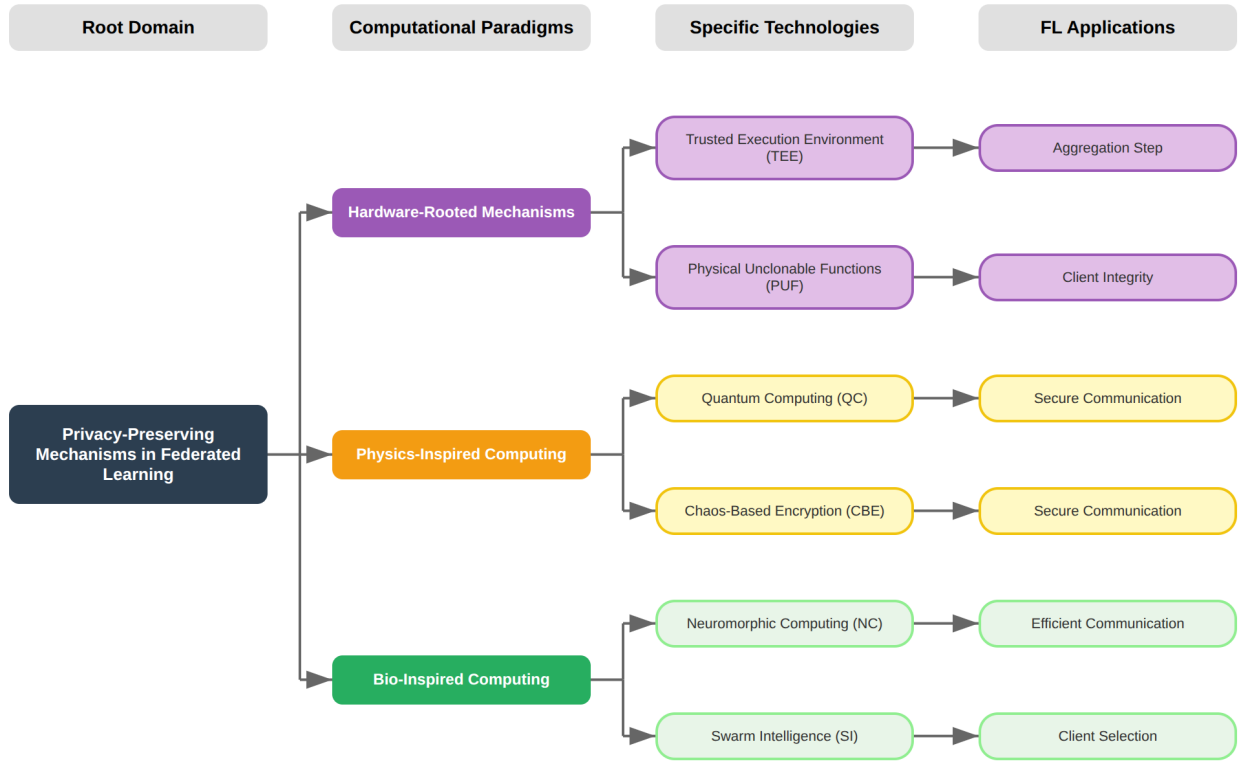 Root Domain
Computational Paradigms
Specific Technologies
FL Applications
Privacy-Preserving
Mechanisms in Federated
Learning
Hardware-Rooted Mechanisms
Trusted Execution Environment
(TEE)
Aggregation Step
Physical Unclonable Functions
(PUF)
Client Integrity
Physics-Inspired Computing
Quantum Computing (QC)
Secure Communication
Chaos-Based Encryption (CBE)
Secure Communication
Bio-Inspired Computing
Neuromorphic Computing (NC)
Efficient Communication
Swarm Intelligence (SI)
Client Selection